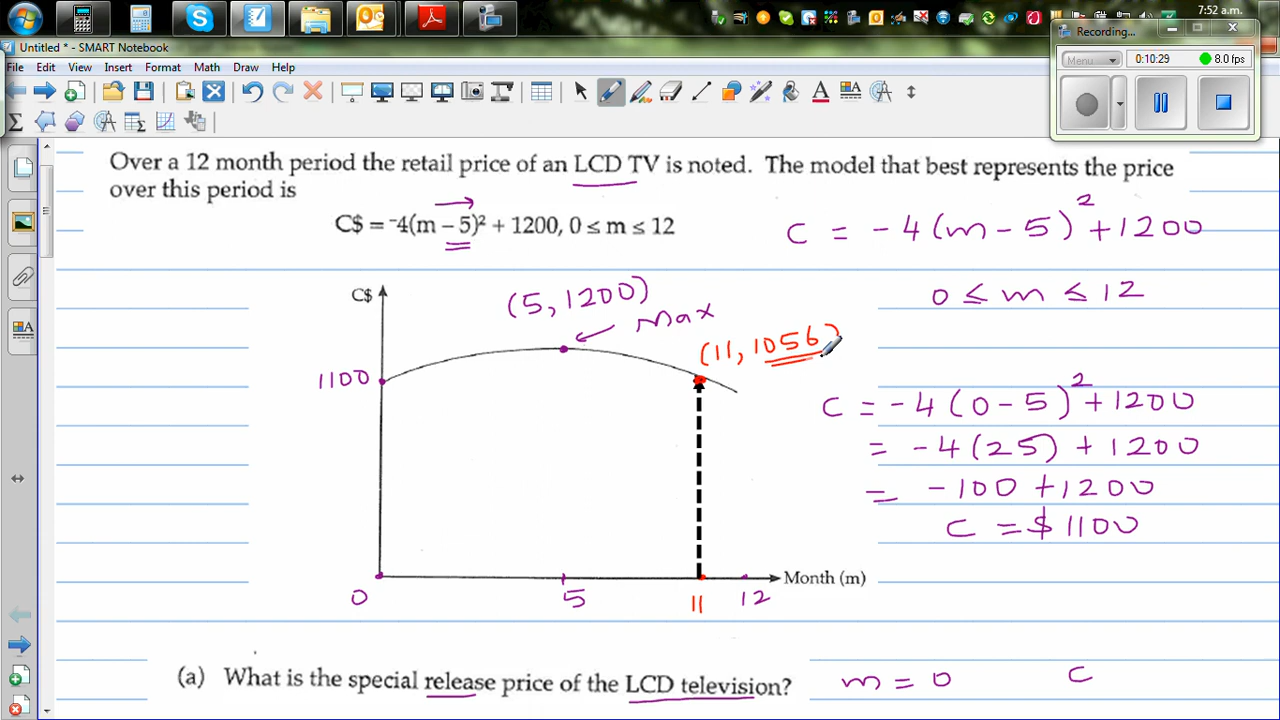 7:52 a.m.
Untitled * - SMART Notebook
Recording...
File Edit View Insert Format Math Draw Help
Menu 0:10:29 8.0 fps
Over a 12 month period the retail price of an LCD TV is noted. The model that best represents the price
over this period is
C$ = ⁻4(m – 5)² + 1200, 0 ≤ m ≤ 12
C = -4(m-5)² +1200
C$
(5, 1200)
0 ≤ m ≤ 12
Max
(11, 1056)
1100
C = -4(0-5)² +1200
= -4(25) + 1200
= -100 +1200
C = $1100
Month (m)
0 5 11 12
(a) What is the special release price of the LCD television? m = 0 C